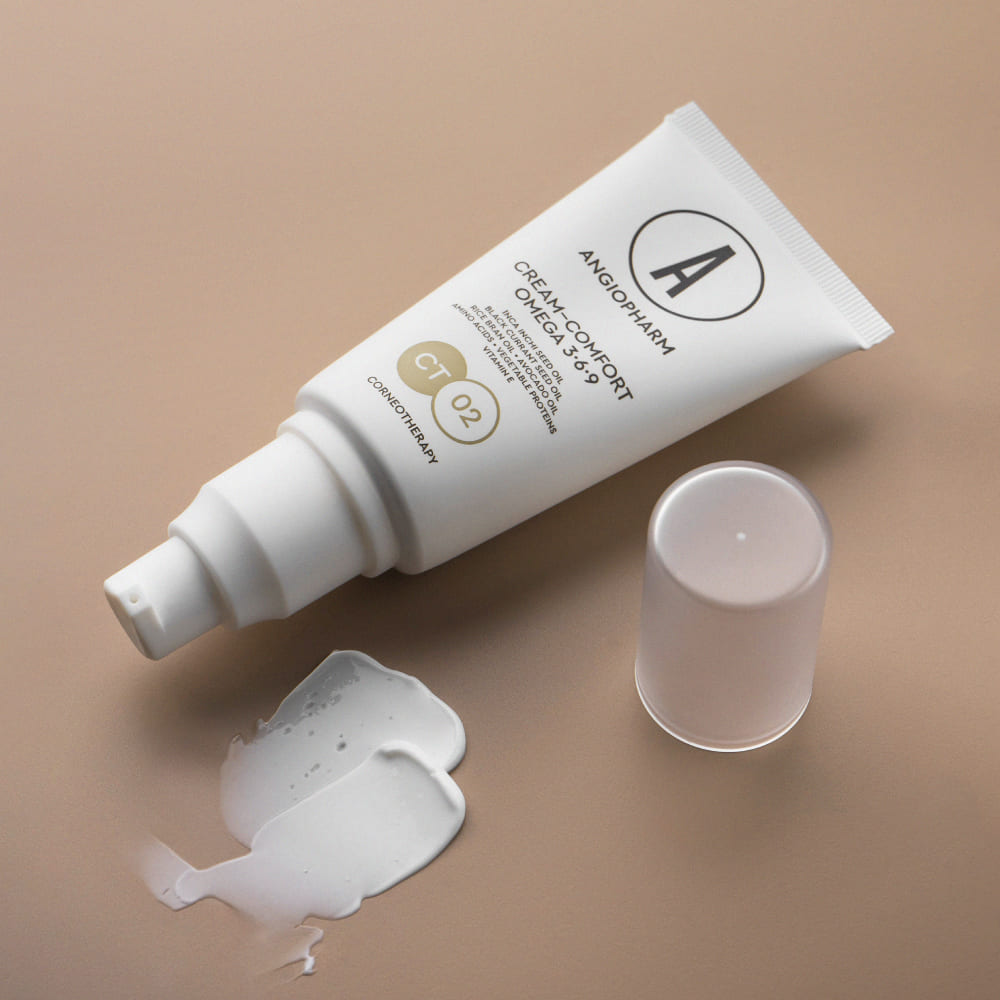 A
ANGIOPHARM
CREAM-COMFORT
OMEGA 3•6•9
INCA INCHI SEED OIL
BLACK CURRANT SEED OIL
RICE BRAN OIL • AVOCADO OIL
AMINO ACIDS • VEGETABLE PROTEINS
VITAMIN E
CT 02
CORNEOTHERAPY